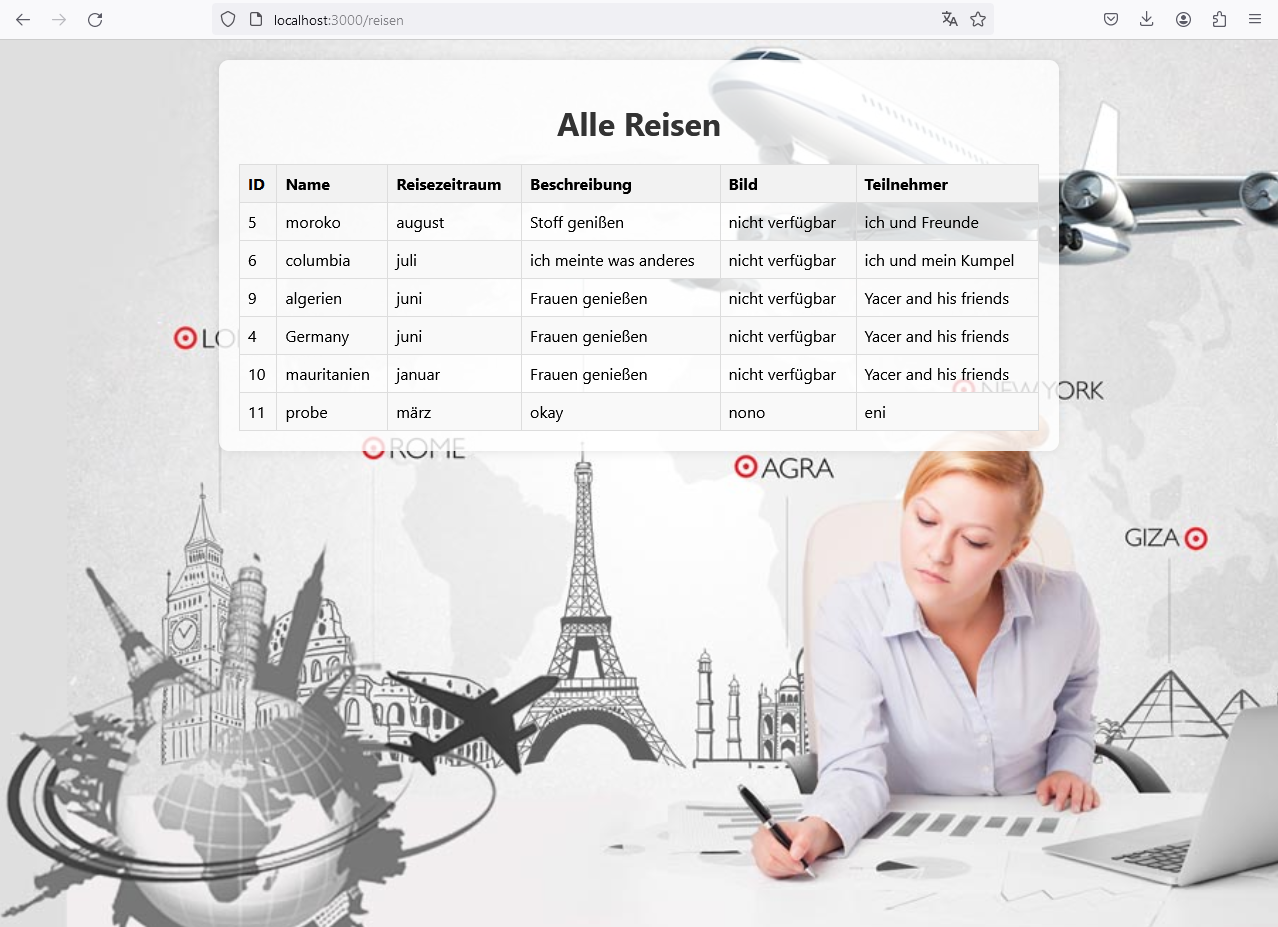 localhost:3000/reisen
Alle Reisen
ID Name Reisezeitraum Beschreibung Bild Teilnehmer
5 moroko august Stoff genißen nicht verfügbar ich und Freunde
6 columbia juli ich meinte was anderes nicht verfügbar ich und mein Kumpel
9 algerien juni Frauen genießen nicht verfügbar Yacer and his friends
4 Germany juni Frauen genießen nicht verfügbar Yacer and his friends
10 mauritanien januar Frauen genießen nicht verfügbar Yacer and his friends
11 probe märz okay nono eni
LO
NEW YORK
ROME
AGRA
GIZA